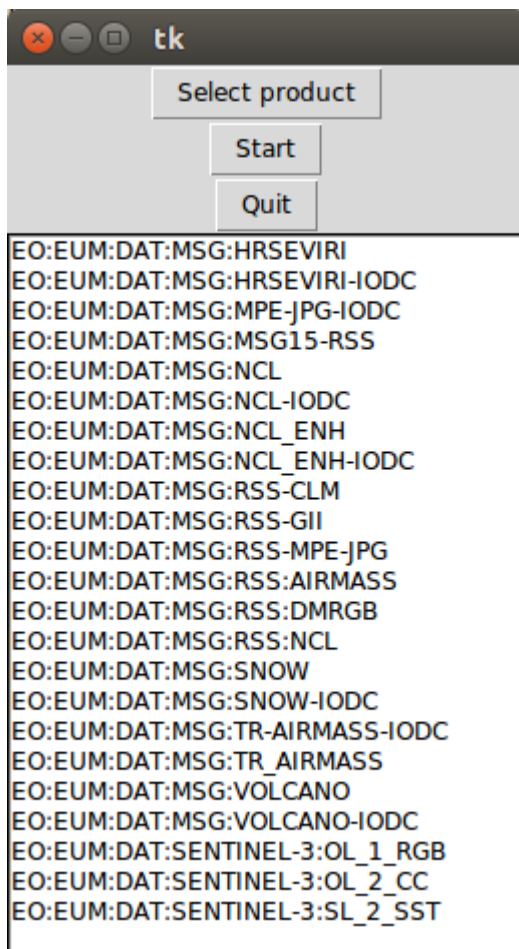 tk
Select product
Start
Quit
EO:EUM:DAT:MSG:HRSEVIRI
EO:EUM:DAT:MSG:HRSEVIRI-IODC
EO:EUM:DAT:MSG:MPE-JPG-IODC
EO:EUM:DAT:MSG:MSG15-RSS
EO:EUM:DAT:MSG:NCL
EO:EUM:DAT:MSG:NCL-IODC
EO:EUM:DAT:MSG:NCL_ENH
EO:EUM:DAT:MSG:NCL_ENH-IODC
EO:EUM:DAT:MSG:RSS-CLM
EO:EUM:DAT:MSG:RSS-GII
EO:EUM:DAT:MSG:RSS-MPE-JPG
EO:EUM:DAT:MSG:RSS:AIRMASS
EO:EUM:DAT:MSG:RSS:DMRGB
EO:EUM:DAT:MSG:RSS:NCL
EO:EUM:DAT:MSG:SNOW
EO:EUM:DAT:MSG:SNOW-IODC
EO:EUM:DAT:MSG:TR-AIRMASS-IODC
EO:EUM:DAT:MSG:TR_AIRMASS
EO:EUM:DAT:MSG:VOLCANO
EO:EUM:DAT:MSG:VOLCANO-IODC
EO:EUM:DAT:SENTINEL-3:OL_1_RGB
EO:EUM:DAT:SENTINEL-3:OL_2_CC
EO:EUM:DAT:SENTINEL-3:SL_2_SST